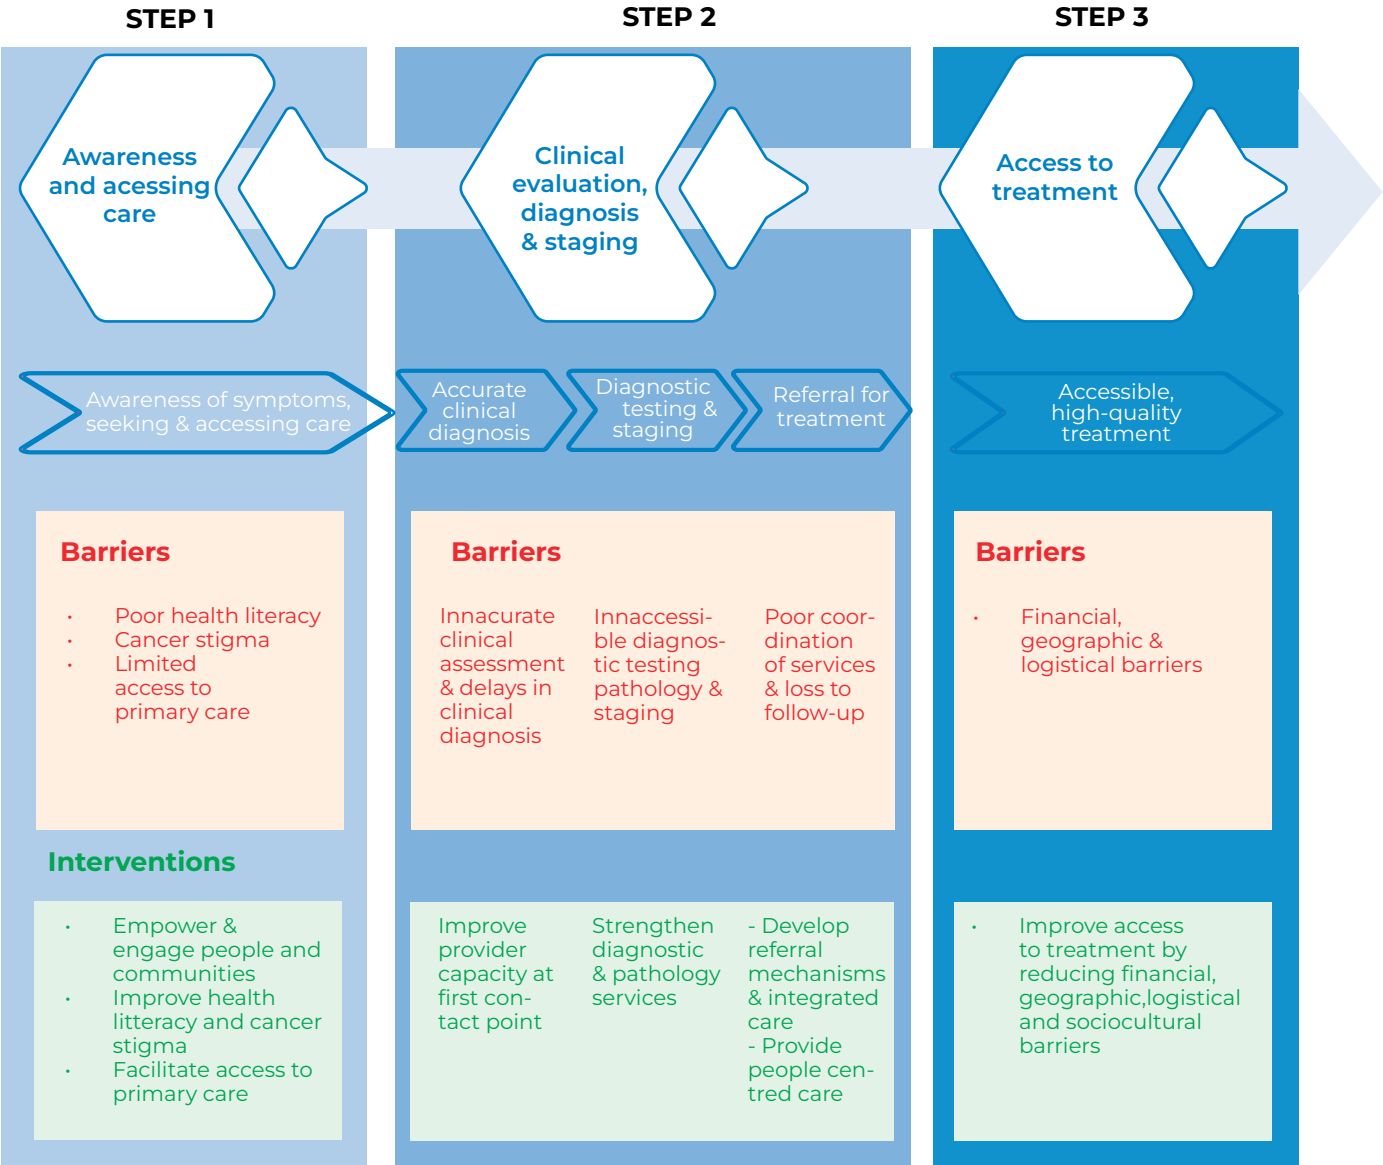 STEP 1
STEP 2
STEP 3
Awareness
and acessing
care
Clinical
evaluation,
diagnosis
& staging
Access to
treatment
Awareness of symptoms,
seeking & accessing care
Accurate
clinical
diagnosis
Diagnostic
testing &
staging
Referral for
treatment
Accessible,
high-quality
treatment
Barriers
• Poor health literacy
• Cancer stigma
• Limited
access to
primary care
Barriers
Innacurate
clinical
assessment
& delays in
clinical
diagnosis
Innaccessi-
ble diagnos-
tic testing
pathology &
staging
Poor coor-
dination
of services
& loss to
follow-up
Barriers
• Financial,
geographic &
logistical barriers
Interventions
• Empower &
engage people and
communities
• Improve health
litteracy and cancer
stigma
• Facilitate access to
primary care
Improve
provider
capacity at
first con-
tact point
Strengthen
diagnostic
& pathology
services
- Develop
referral
mechanisms
& integrated
care
- Provide
people cen-
tred care
• Improve access
to treatment by
reducing financial,
geographic,logistical
and sociocultural
barriers